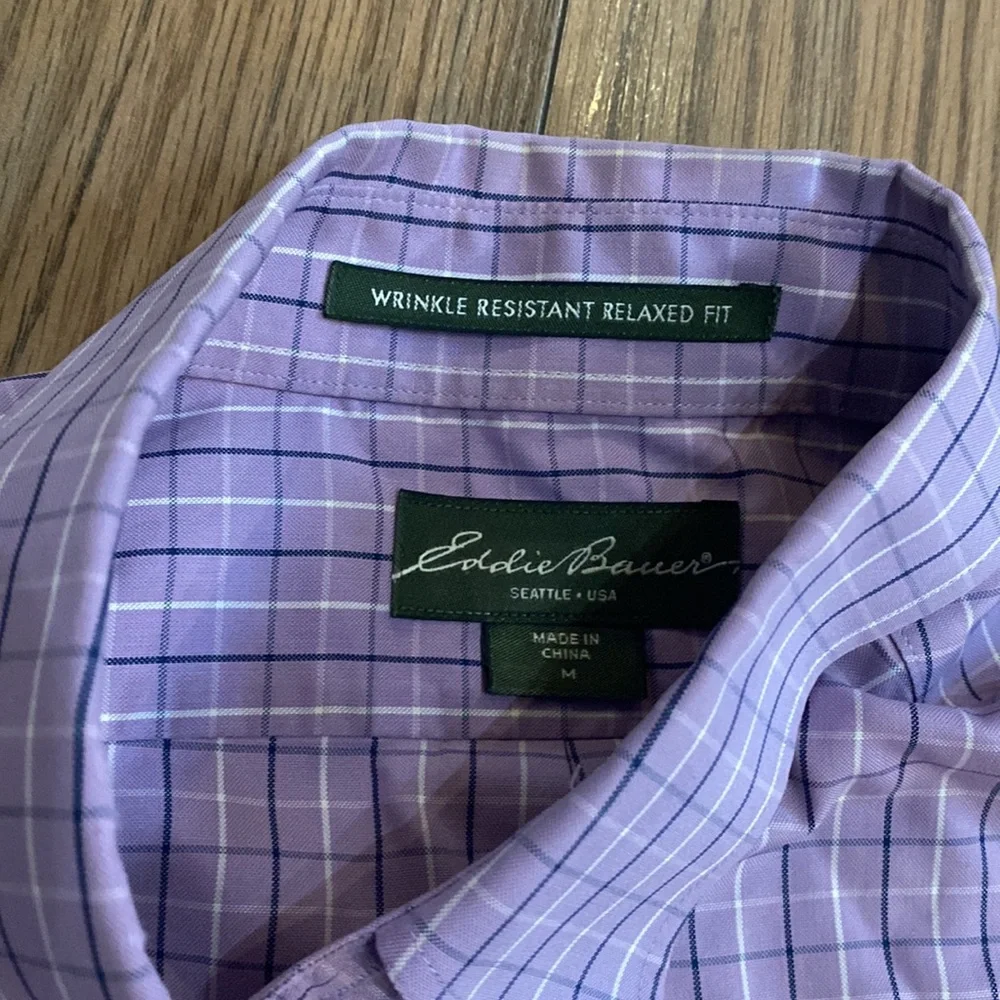 WRINKLE RESISTANT RELAXED FIT
Eddie Bauer®
SEATTLE • USA
MADE IN
CHINA
M